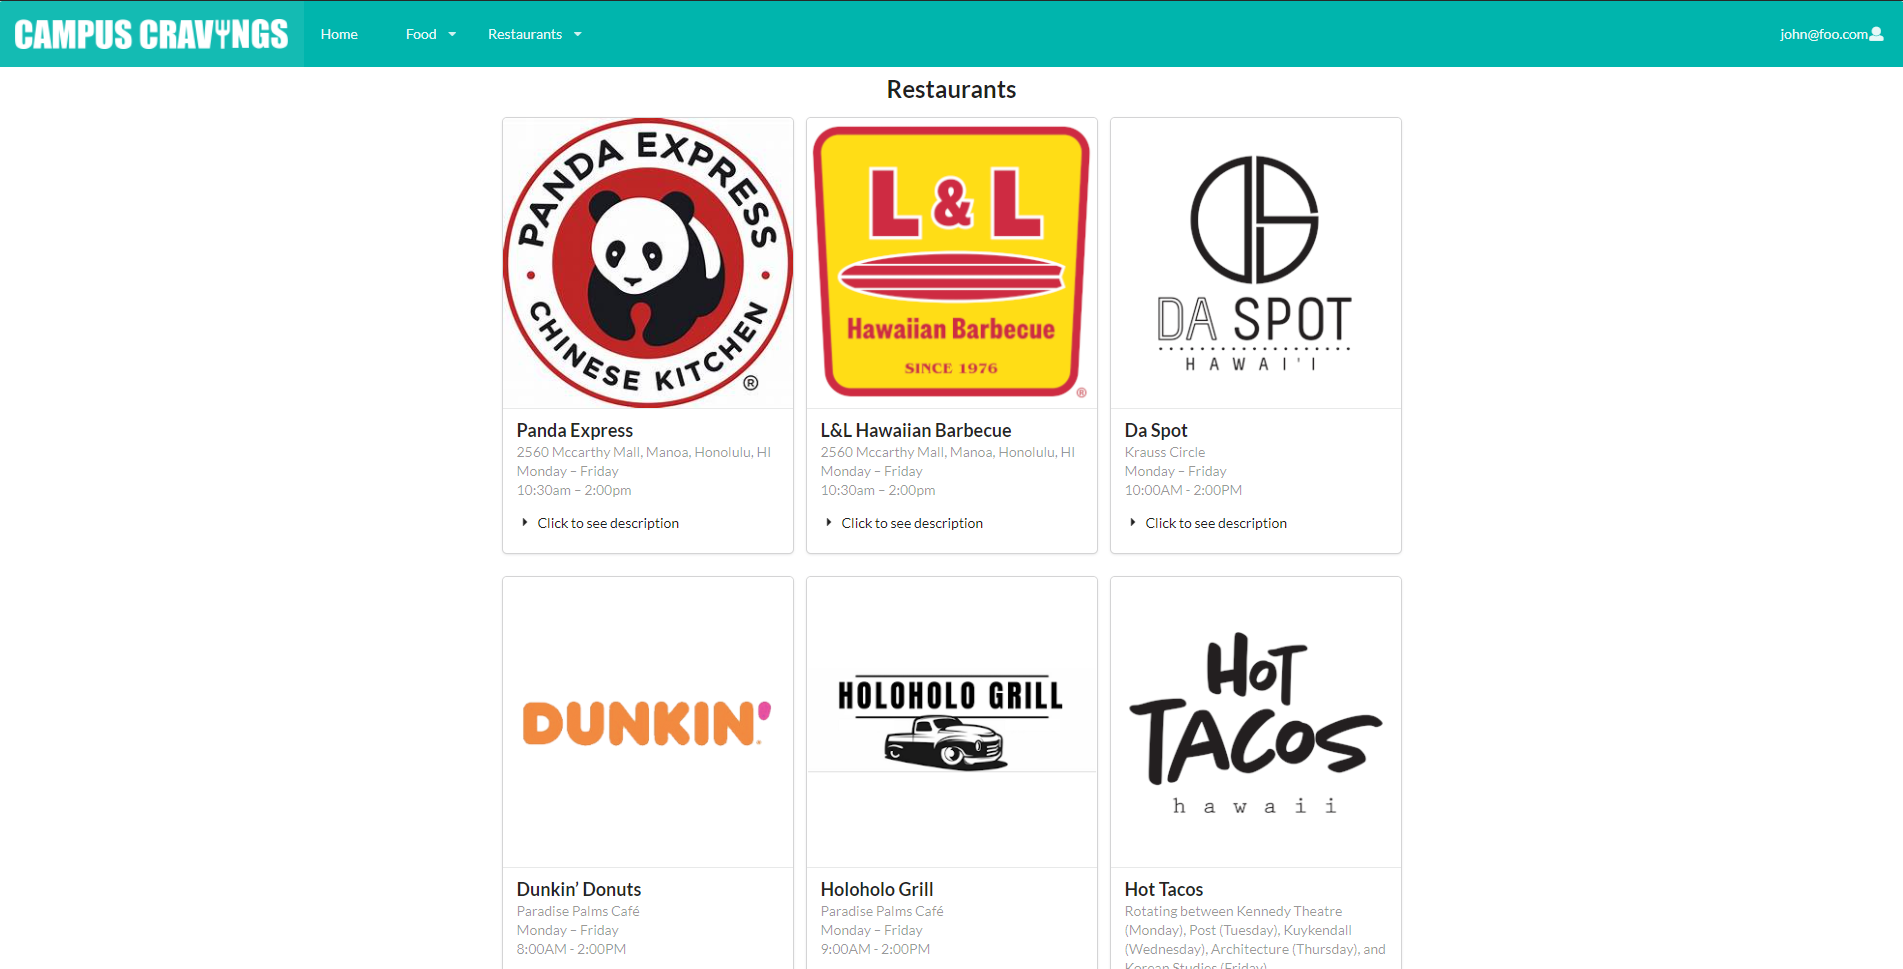 CAMPUS CRAVINGS
Home
Food
Restaurants
john@foo.com
Restaurants
PANDA EXPRESS
CHINESE KITCHEN
®
L&L
Hawaiian Barbecue
SINCE 1976
®
DA SPOT
HAWAI'I
Panda Express
2560 Mccarthy Mall, Manoa, Honolulu, HI
Monday – Friday
10:30am – 2:00pm
Click to see description
L&L Hawaiian Barbecue
2560 Mccarthy Mall, Manoa, Honolulu, HI
Monday – Friday
10:30am – 2:00pm
Click to see description
Da Spot
Krauss Circle
Monday – Friday
10:00AM - 2:00PM
Click to see description
DUNKIN'
HOLOHOLO GRILL
HOT
TACOS
hawaii
Dunkin’ Donuts
Paradise Palms Café
Monday – Friday
8:00AM - 2:00PM
Holoholo Grill
Paradise Palms Café
Monday – Friday
9:00AM - 2:00PM
Hot Tacos
Rotating between Kennedy Theatre
(Monday), Post (Tuesday), Kuykendall
(Wednesday), Architecture (Thursday), and
Korean Studies (Friday)